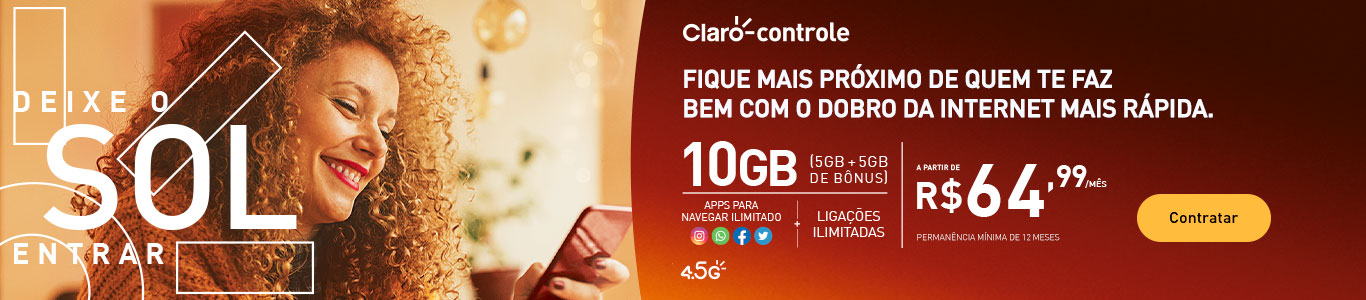 DEIXE O
SOL
ENTRAR
Claro-controle
FIQUE MAIS PRÓXIMO DE QUEM TE FAZ
BEM COM O DOBRO DA INTERNET MAIS RÁPIDA.
10GB (5GB + 5GB
DE BÔNUS)
APPS PARA
NAVEGAR ILIMITADO
+
LIGAÇÕES
ILIMITADAS
4.5G
A PARTIR DE
R$64,99/MÊS
PERMANÊNCIA MÍNIMA DE 12 MESES
Contratar